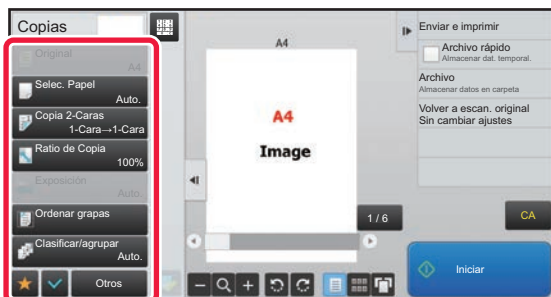 Copias
Original
A4
Selec. Papel
Auto.
Copia 2-Caras
1-Cara→1-Cara
Ratio de Copia
100%
Exposición
Auto.
Ordenar grapas
Clasificar/agrupar
Auto.
Otros
A4
A4
Image
1 / 6
Enviar e imprimir
Archivo rápido
Almacenar dat. temporal.
Archivo
Almacenar datos en carpeta
Volver a escan. original
Sin cambiar ajustes
CA
Iniciar